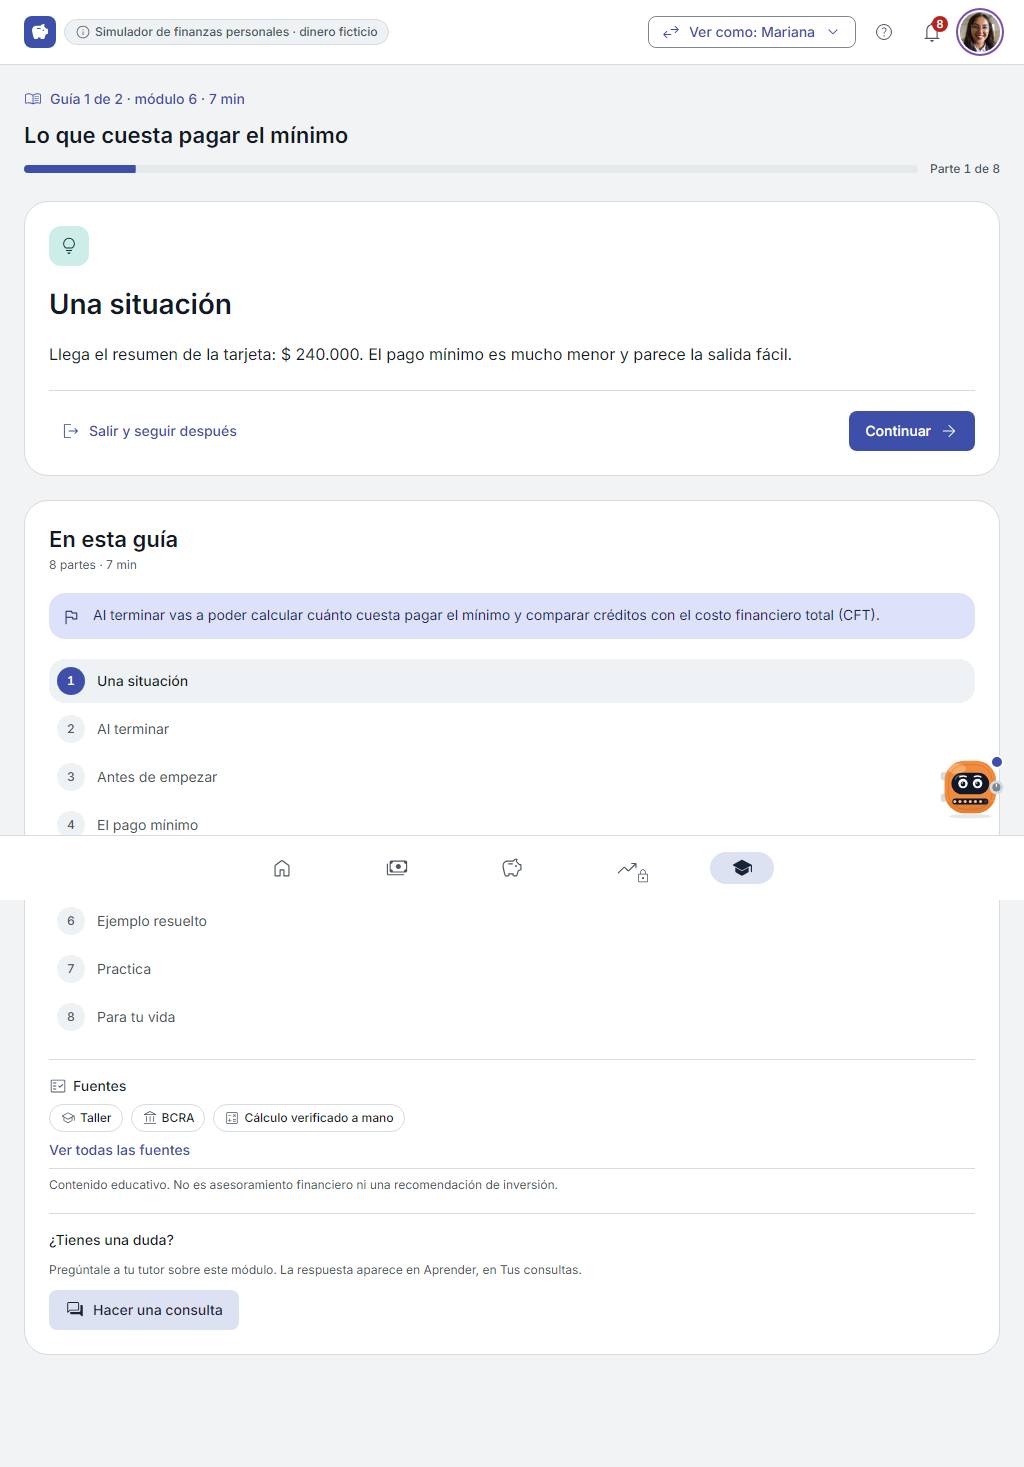 Simulador de finanzas personales · dinero ficticio
Ver como: Mariana
8
Guía 1 de 2 · módulo 6 · 7 min
Lo que cuesta pagar el mínimo
Parte 1 de 8
Una situación
Llega el resumen de la tarjeta: $ 240.000. El pago mínimo es mucho menor y parece la salida fácil.
Salir y seguir después
Continuar
En esta guía
8 partes · 7 min
Al terminar vas a poder calcular cuánto cuesta pagar el mínimo y comparar créditos con el costo financiero total (CFT).
1 Una situación
2 Al terminar
3 Antes de empezar
4 El pago mínimo
6 Ejemplo resuelto
7 Practica
8 Para tu vida
Fuentes
Taller
BCRA
Cálculo verificado a mano
Ver todas las fuentes
Contenido educativo. No es asesoramiento financiero ni una recomendación de inversión.
¿Tienes una duda?
Pregúntale a tu tutor sobre este módulo. La respuesta aparece en Aprender, en Tus consultas.
Hacer una consulta